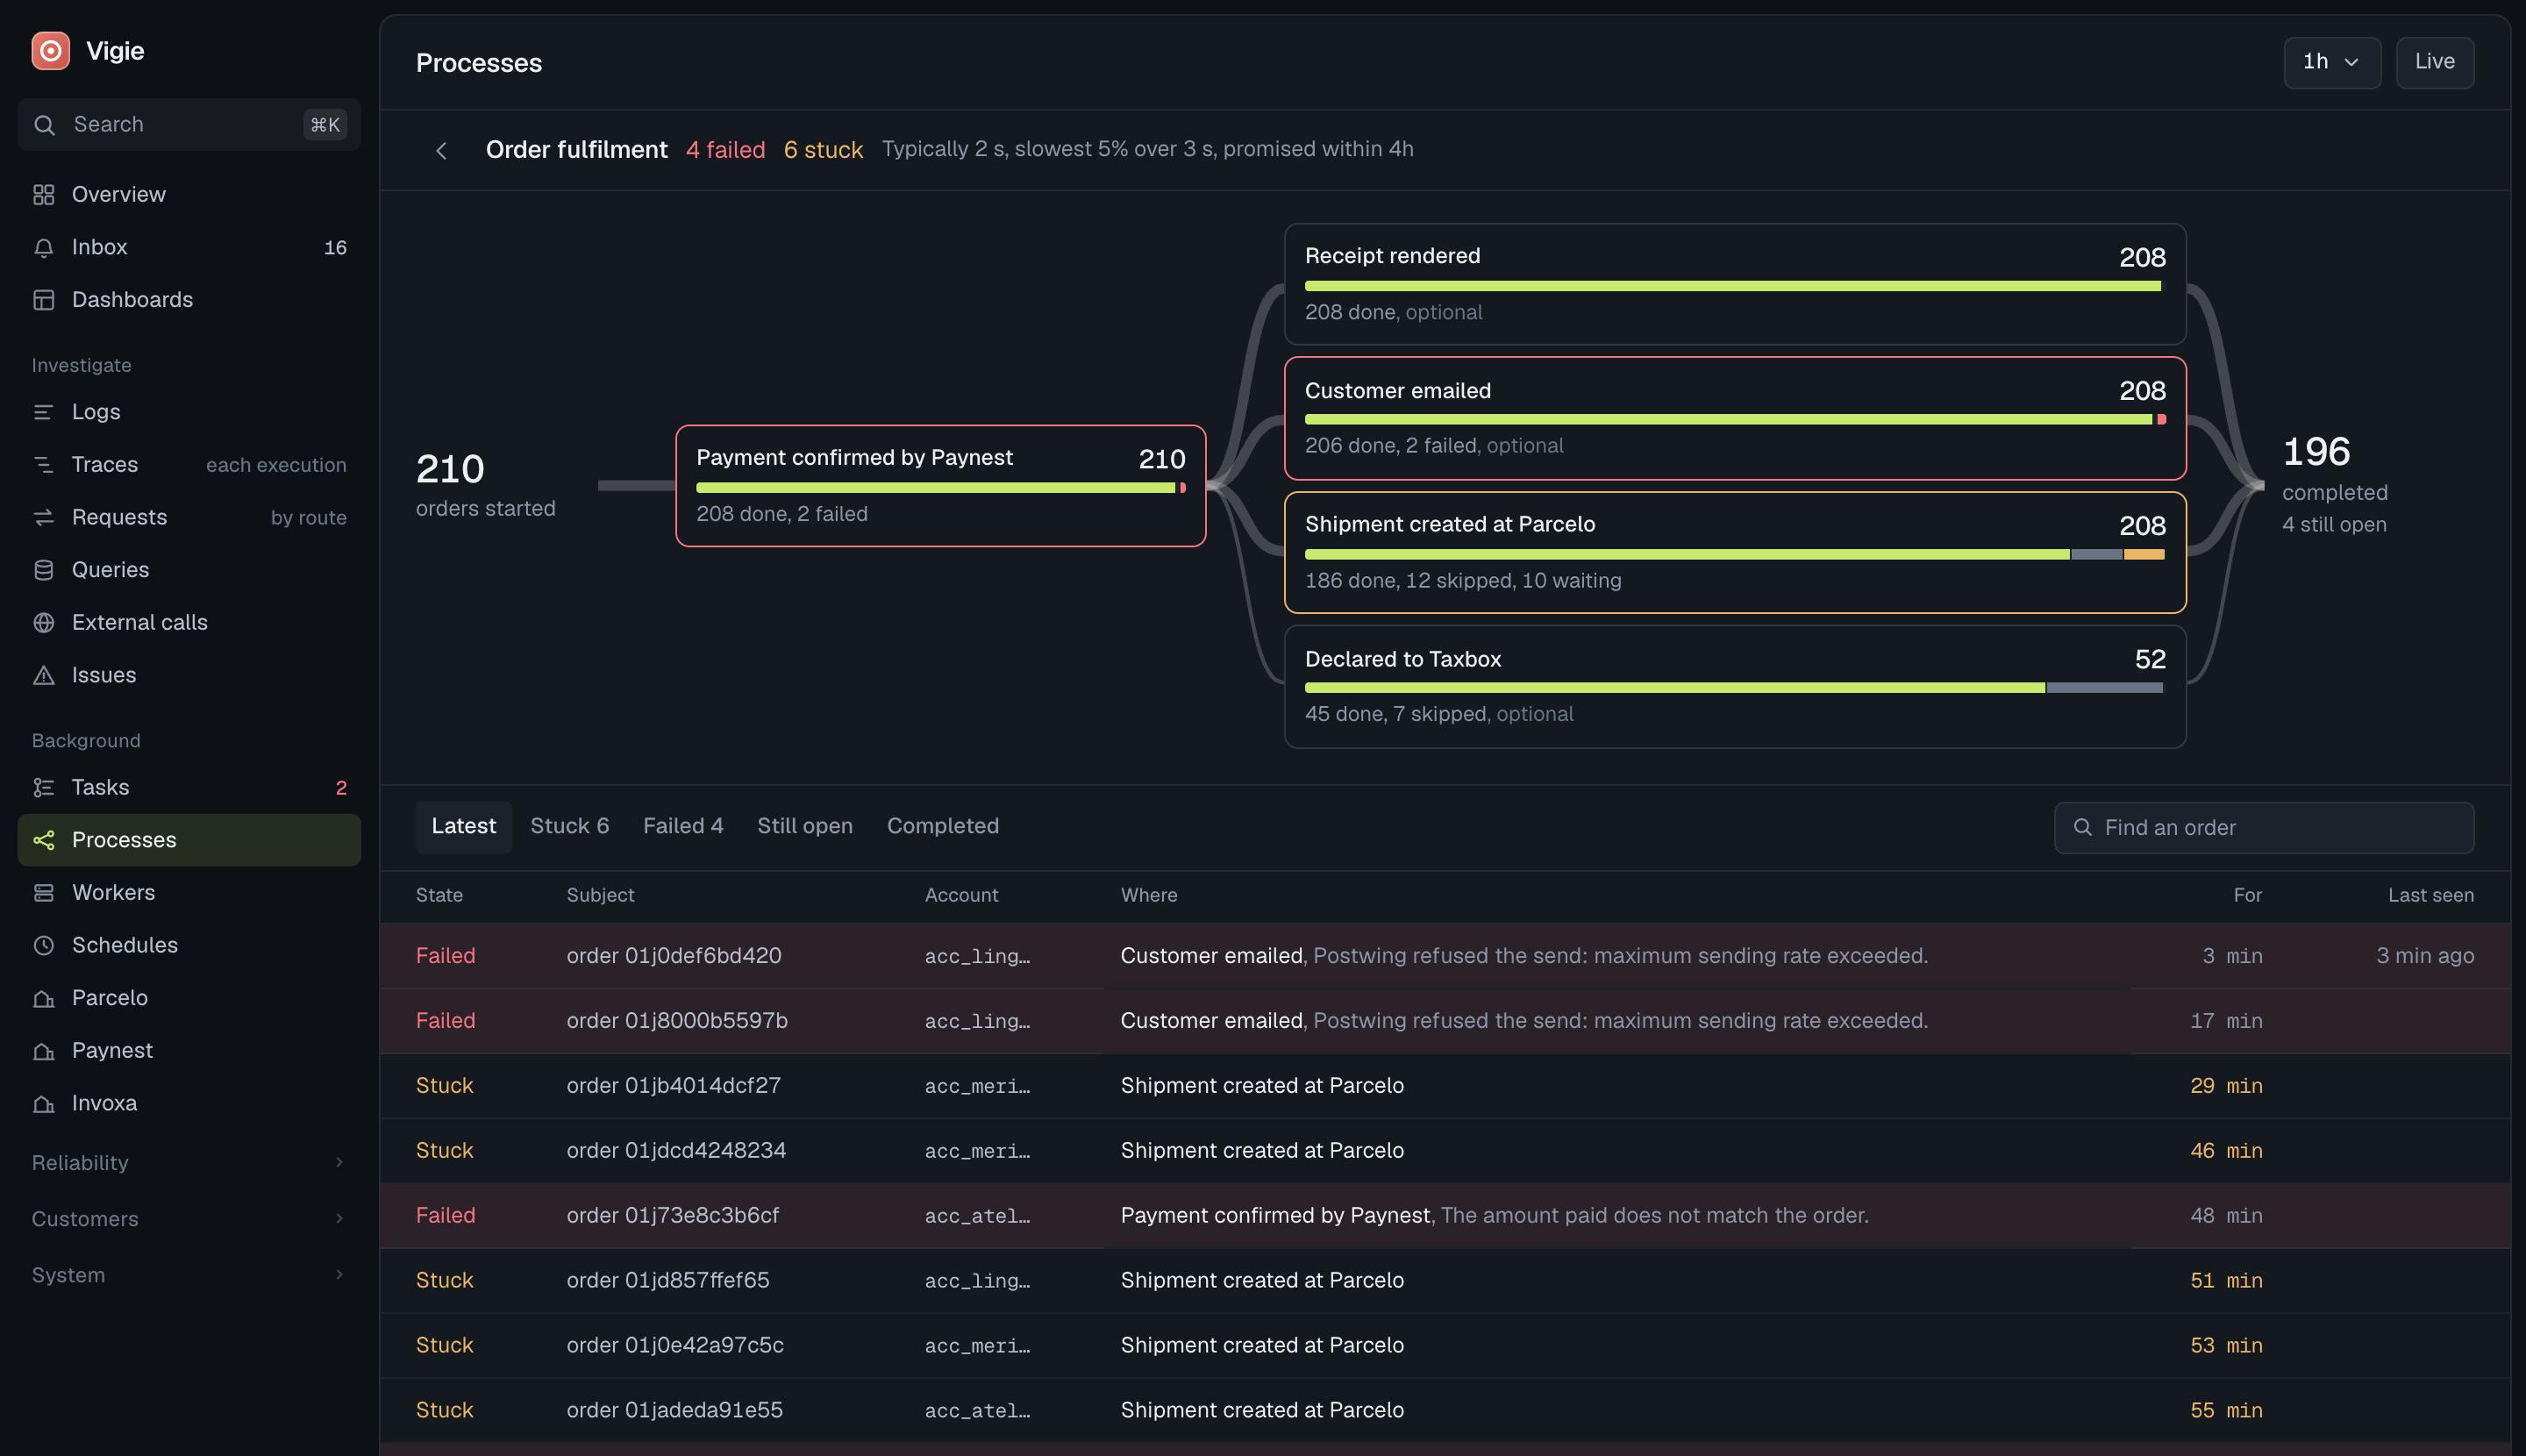 Vigie
Search ⌘K
Overview
Inbox 16
Dashboards
Investigate
Logs
Traces each execution
Requests by route
Queries
External calls
Issues
Background
Tasks 2
Processes
Workers
Schedules
Parcelo
Paynest
Invoxa
Reliability
Customers
System
Processes 1h Live
Order fulfilment 4 failed 6 stuck Typically 2 s, slowest 5% over 3 s, promised within 4h
210
orders started
Payment confirmed by Paynest 210
208 done, 2 failed
Receipt rendered 208
208 done, optional
Customer emailed 208
206 done, 2 failed, optional
Shipment created at Parcelo 208
186 done, 12 skipped, 10 waiting
Declared to Taxbox 52
45 done, 7 skipped, optional
196
completed
4 still open
Latest Stuck 6 Failed 4 Still open Completed Find an order
State Subject Account Where For Last seen
Failed order 01j0def6bd420 acc_ling… Customer emailed, Postwing refused the send: maximum sending rate exceeded. 3 min 3 min ago
Failed order 01j8000b5597b acc_ling… Customer emailed, Postwing refused the send: maximum sending rate exceeded. 17 min
Stuck order 01jb4014dcf27 acc_meri… Shipment created at Parcelo 29 min
Stuck order 01jdcd4248234 acc_meri… Shipment created at Parcelo 46 min
Failed order 01j73e8c3b6cf acc_atel… Payment confirmed by Paynest, The amount paid does not match the order. 48 min
Stuck order 01jd857ffef65 acc_ling… Shipment created at Parcelo 51 min
Stuck order 01j0e42a97c5c acc_meri… Shipment created at Parcelo 53 min
Stuck order 01jadeda91e55 acc_atel… Shipment created at Parcelo 55 min